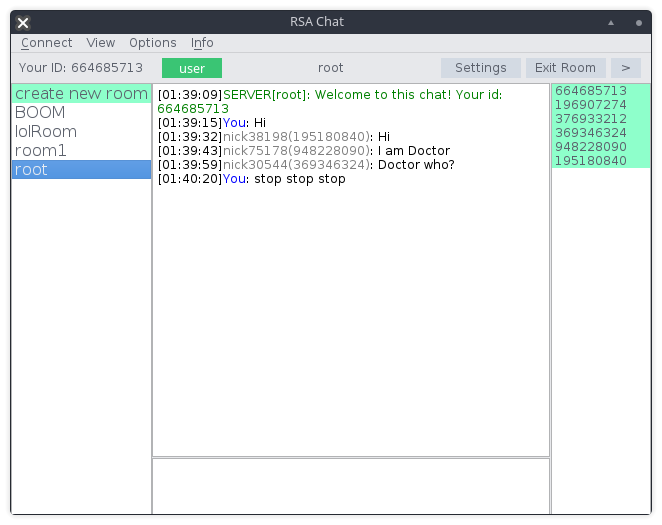 RSA Chat
Connect View Options Info
Your ID: 664685713 user root Settings Exit Room >
create new room
BOOM
lolRoom
room1
root
[01:39:09]SERVER[root]: Welcome to this chat! Your id:
664685713
[01:39:15]You: Hi
[01:39:32]nick38198(195180840): Hi
[01:39:43]nick75178(948228090): I am Doctor
[01:39:59]nick30544(369346324): Doctor who?
[01:40:20]You: stop stop stop
664685713
196907274
376933212
369346324
948228090
195180840